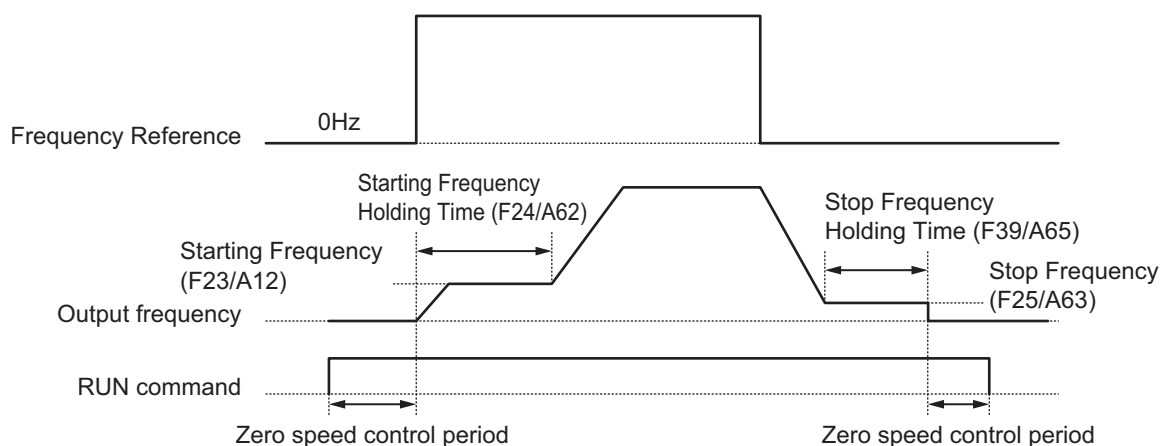 0Hz
Frequency Reference
Starting Frequency
Holding Time (F24/A62)
Stop Frequency
Holding Time (F39/A65)
Starting Frequency
(F23/A12)
Stop Frequency
(F25/A63)
Output frequency
RUN command
Zero speed control period
Zero speed control period